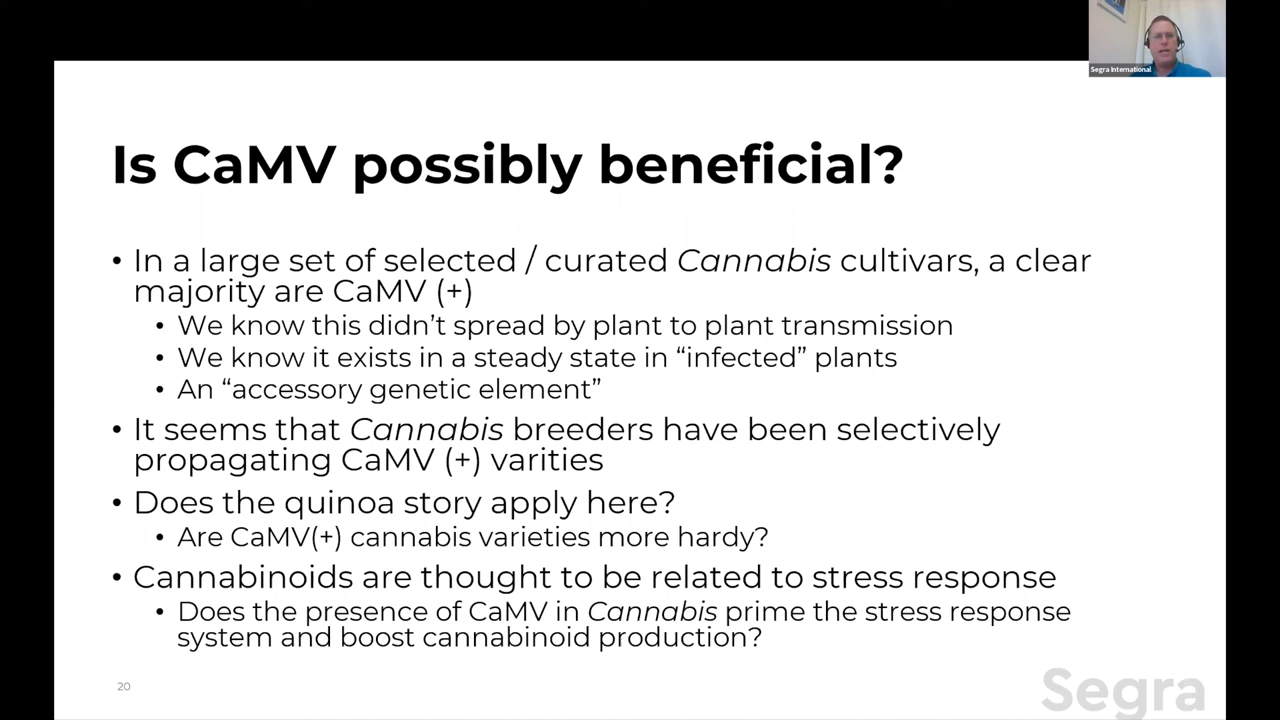 Segra International
Is CaMV possibly beneficial?
• In a large set of selected / curated Cannabis cultivars, a clear
majority are CaMV (+)
• We know this didn’t spread by plant to plant transmission
• We know it exists in a steady state in “infected” plants
• An “accessory genetic element”
• It seems that Cannabis breeders have been selectively
propagating CaMV (+) varities
• Does the quinoa story apply here?
• Are CaMV(+) cannabis varieties more hardy?
• Cannabinoids are thought to be related to stress response
• Does the presence of CaMV in Cannabis prime the stress response
system and boost cannabinoid production?
20
Segra